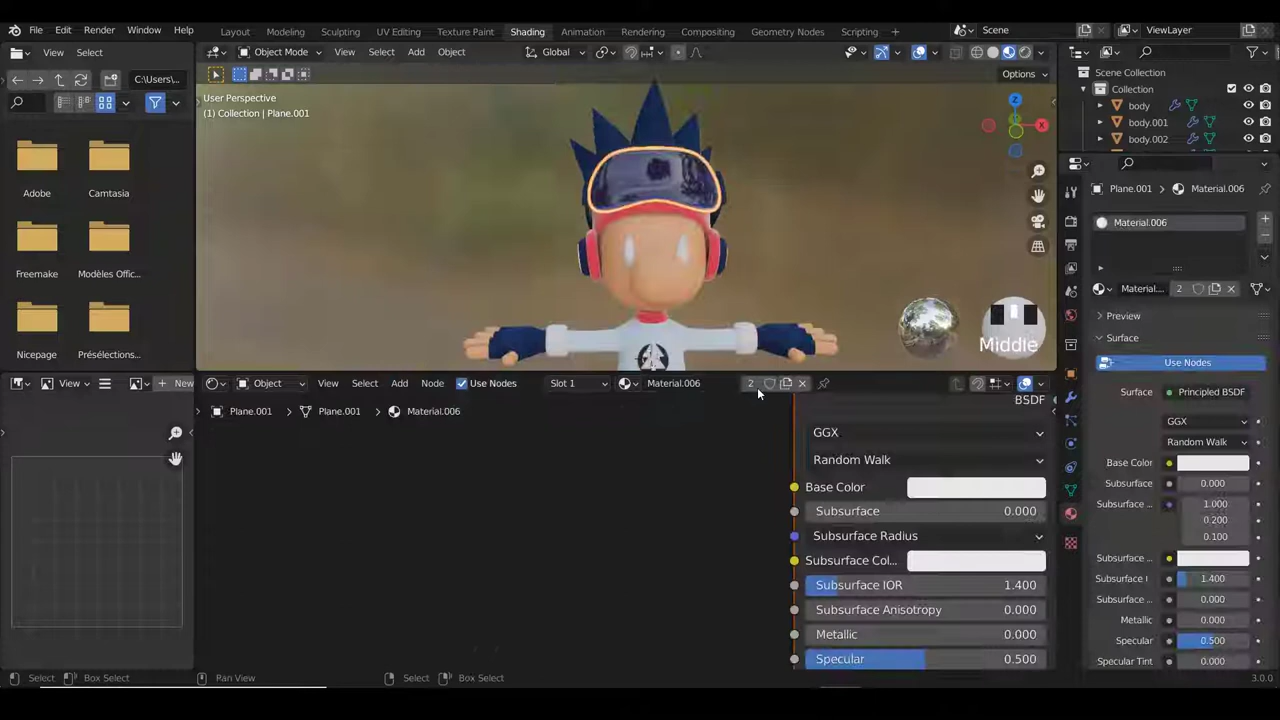 File Edit Render Window Help Layout Modeling Sculpting UV Editing Texture Paint Shading Animation Rendering Compositing Geometry Nodes Scripting + Scene ViewLayer
View Select Object Mode View Select Add Object Global
C:\Users\... Options
User Perspective
(1) Collection | Plane.001
Z
X
Scene Collection
Collection
body
body.001
body.002
Adobe Camtasia
Freemake Modèles Offic...
Nicepage Présélections...
Middle
Plane.001 Material.006
Material.006
Material... 2
Preview
Surface
Use Nodes
Surface Principled BSDF
GGX
Random Walk
Base Color
Subsurface 0.000
Subsurface .. 1.000
0.200
0.100
Subsurface ..
Subsurface I 1.400
Subsurface .. 0.000
Metallic 0.000
Specular 0.500
Specular Tint 0.000
View New Object View Select Add Node Use Nodes Slot 1 Material.006 2
Plane.001 Plane.001 Material.006
BSDF
GGX
Random Walk
Base Color
Subsurface 0.000
Subsurface Radius
Subsurface Col...
Subsurface IOR 1.400
Subsurface Anisotropy 0.000
Metallic 0.000
Specular 0.500
Select Box Select Pan View Select Box Select 3.0.0